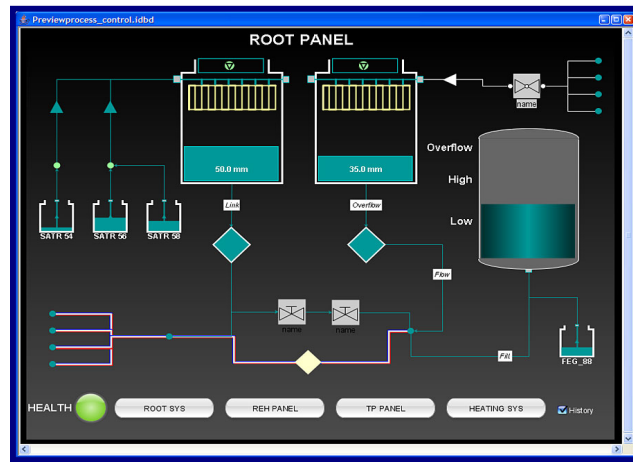 Previewprocess_control.idbd
ROOT PANEL
name
Overflow
High
Low
50.0 mm
35.0 mm
Link
Overflow
SATR 54
SATR 56
SATR 58
Flow
name
name
Fill
FEG_88
HEALTH
ROOT SYS
REH PANEL
TP PANEL
HEATING SYS
History